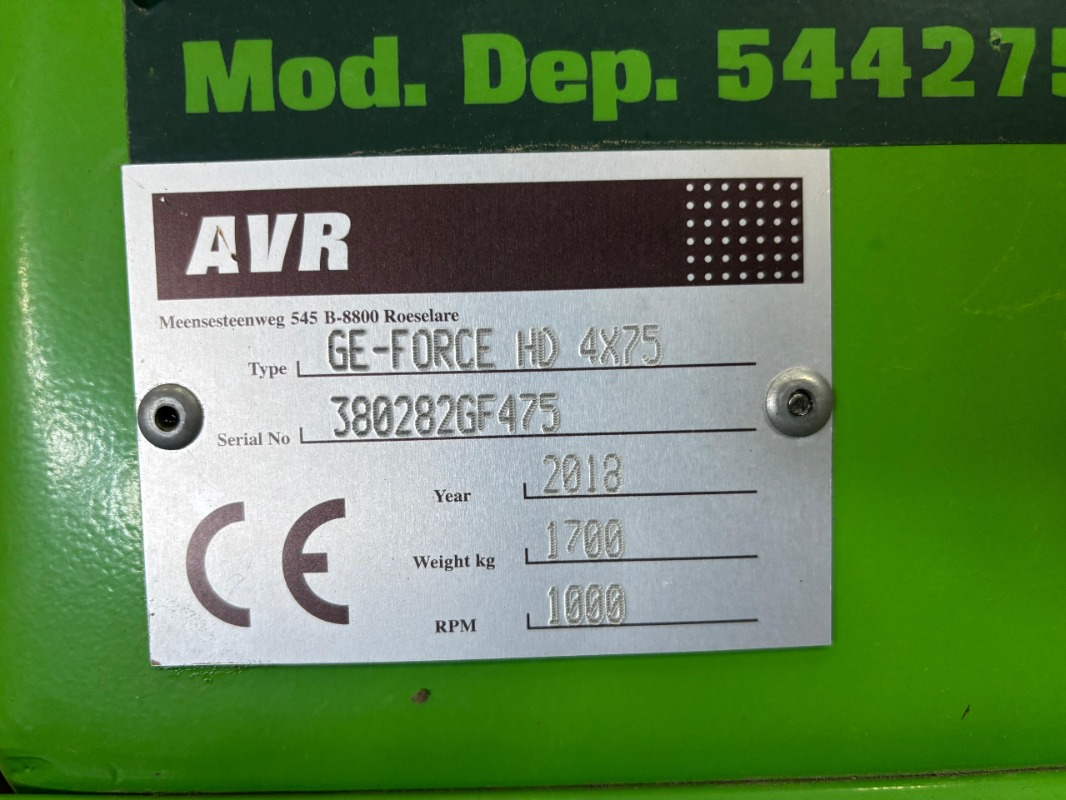 Mod. Dep. 544275
AVR
Meensesteenweg 545 B-8800 Roeselare
Type GE-FORCE HD 4X75
Serial No 380282GF475
Year 2018
Weight kg 1700
RPM 1000
CE